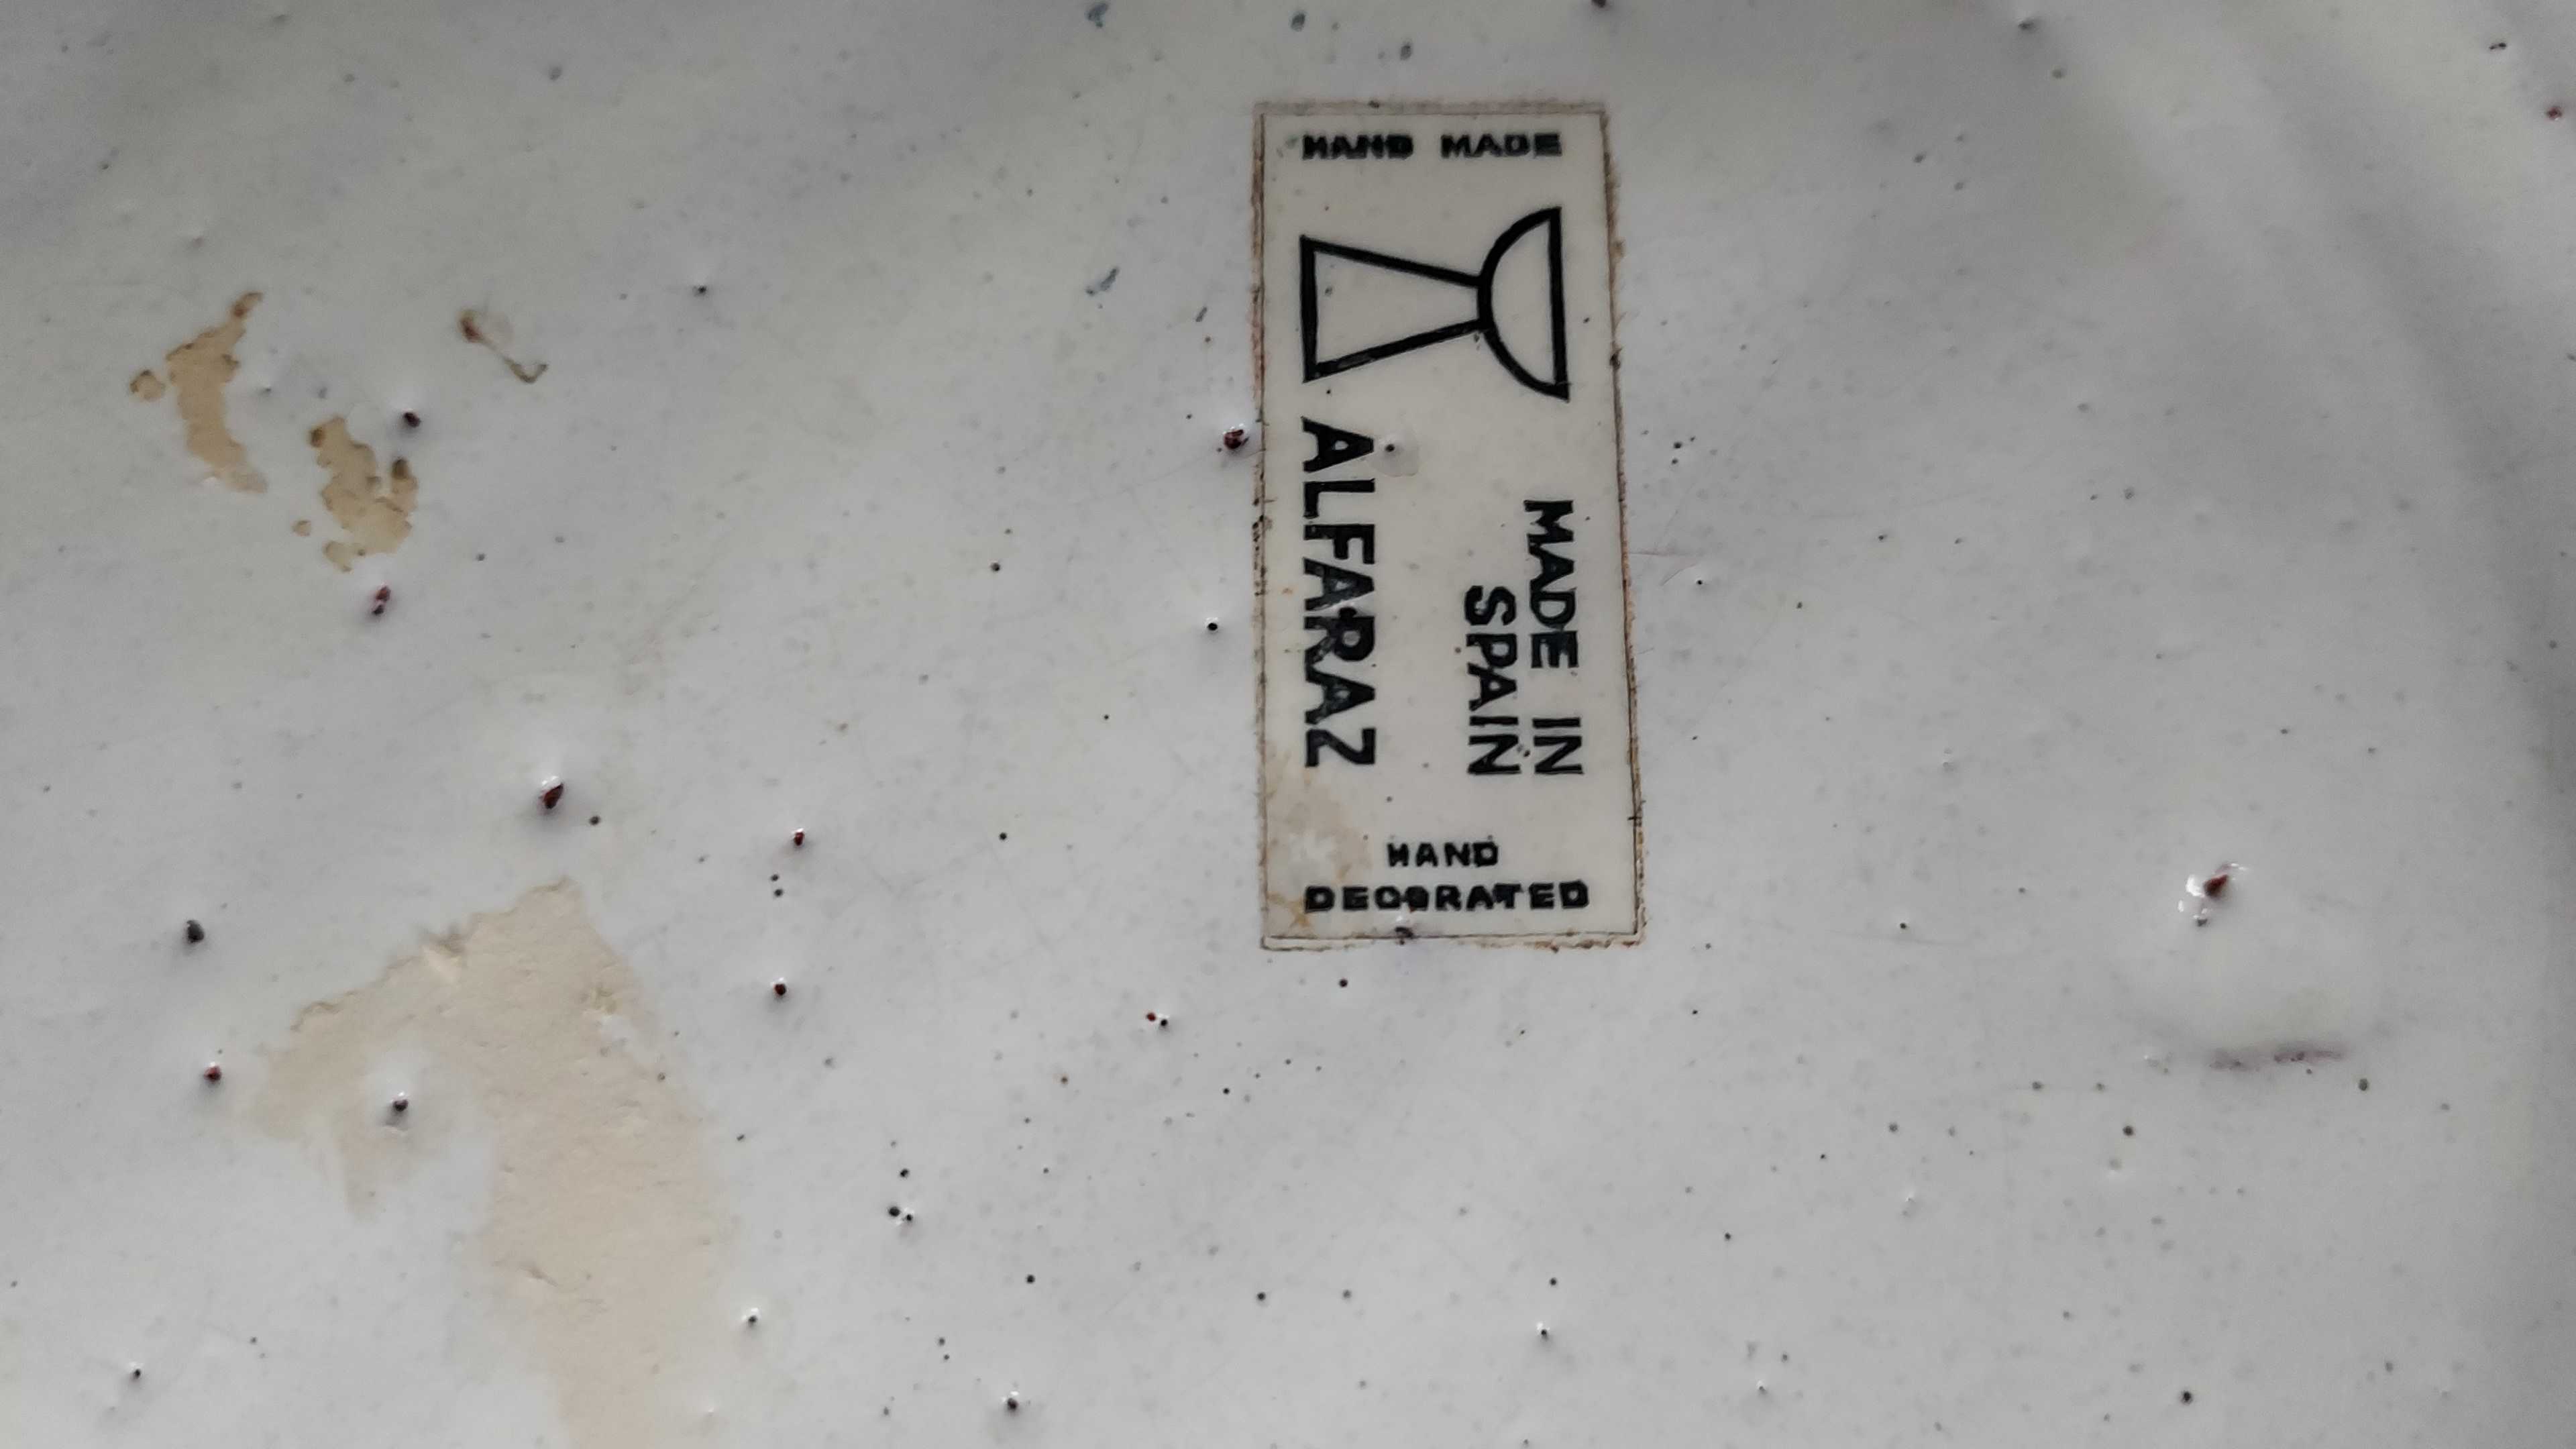 HAND MADE
MADE IN
SPAIN
ALFARAZ
HAND
DECORATED